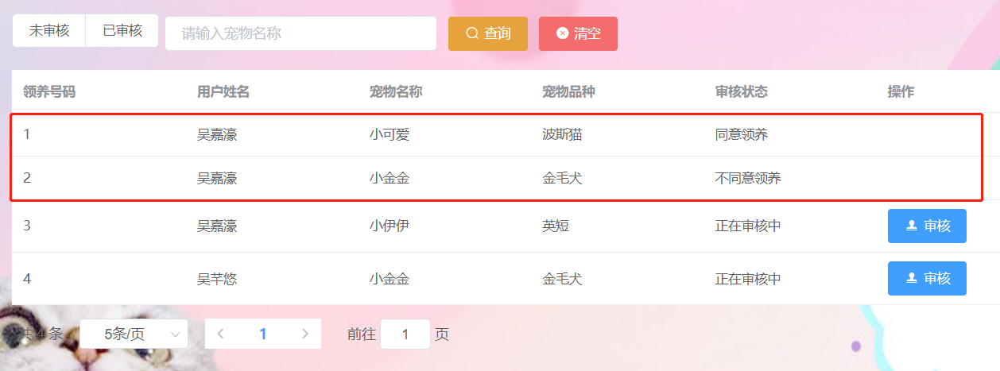 未审核 已审核 请输入宠物名称 查询 清空
领养号码 用户姓名 宠物名称 宠物品种 审核状态 操作
1 吴嘉濠 小可爱 波斯猫 同意领养
2 吴嘉濠 小金金 金毛犬 不同意领养
3 吴嘉濠 小伊伊 英短 正在审核中 审核
4 吴芊悠 小金金 金毛犬 正在审核中 审核
共 4 条 5条/页 1 前往 1 页